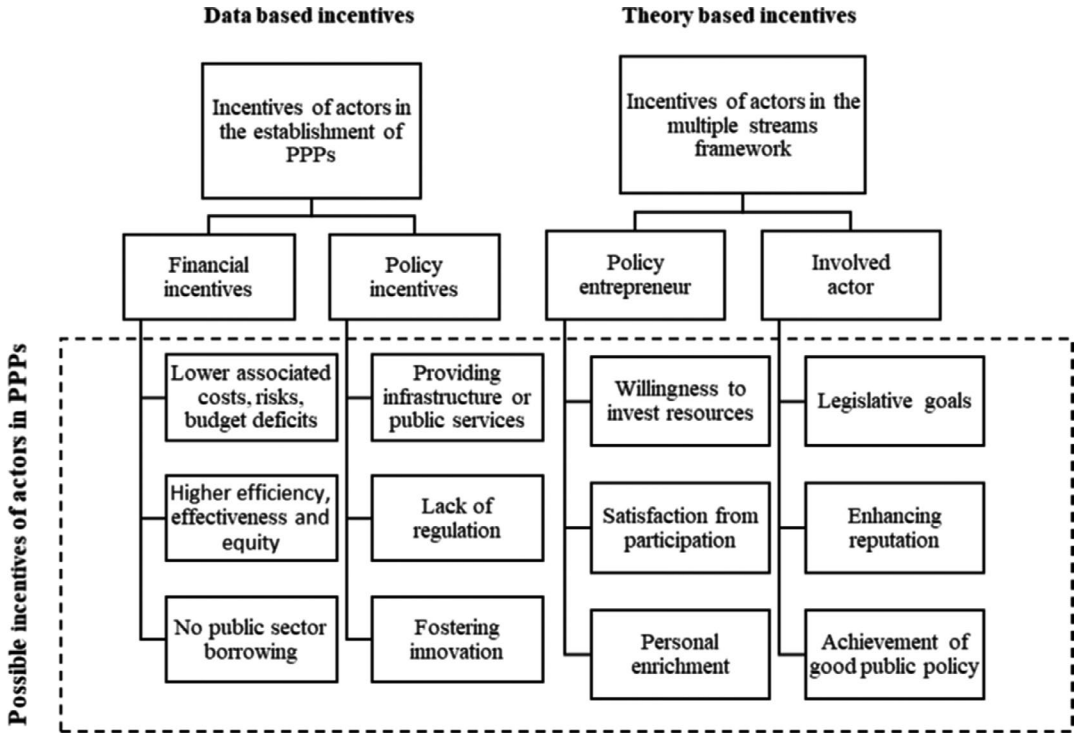 Data based incentives
Theory based incentives
Incentives of actors in
the establishment of
PPPs
Incentives of actors in the
multiple streams
framework
Financial
incentives
Policy
incentives
Policy
entrepreneur
Involved
actor
Possible incentives of actors in PPPs
Lower associated
costs, risks,
budget deficits
Providing
infrastructure or
public services
Willingness to
invest resources
Legislative goals
Higher efficiency,
effectiveness and
equity
Lack of
regulation
Satisfaction from
participation
Enhancing
reputation
No public sector
borrowing
Fostering
innovation
Personal
enrichment
Achievement of
good public policy